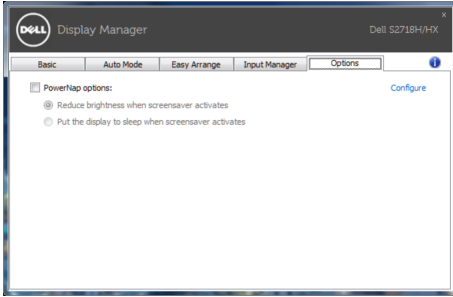 DELL Display Manager
x
Dell S2718H/HX
Basic Auto Mode Easy Arrange Input Manager Options i
PowerNap options: Configure
Reduce brightness when screensaver activates
Put the display to sleep when screensaver activates